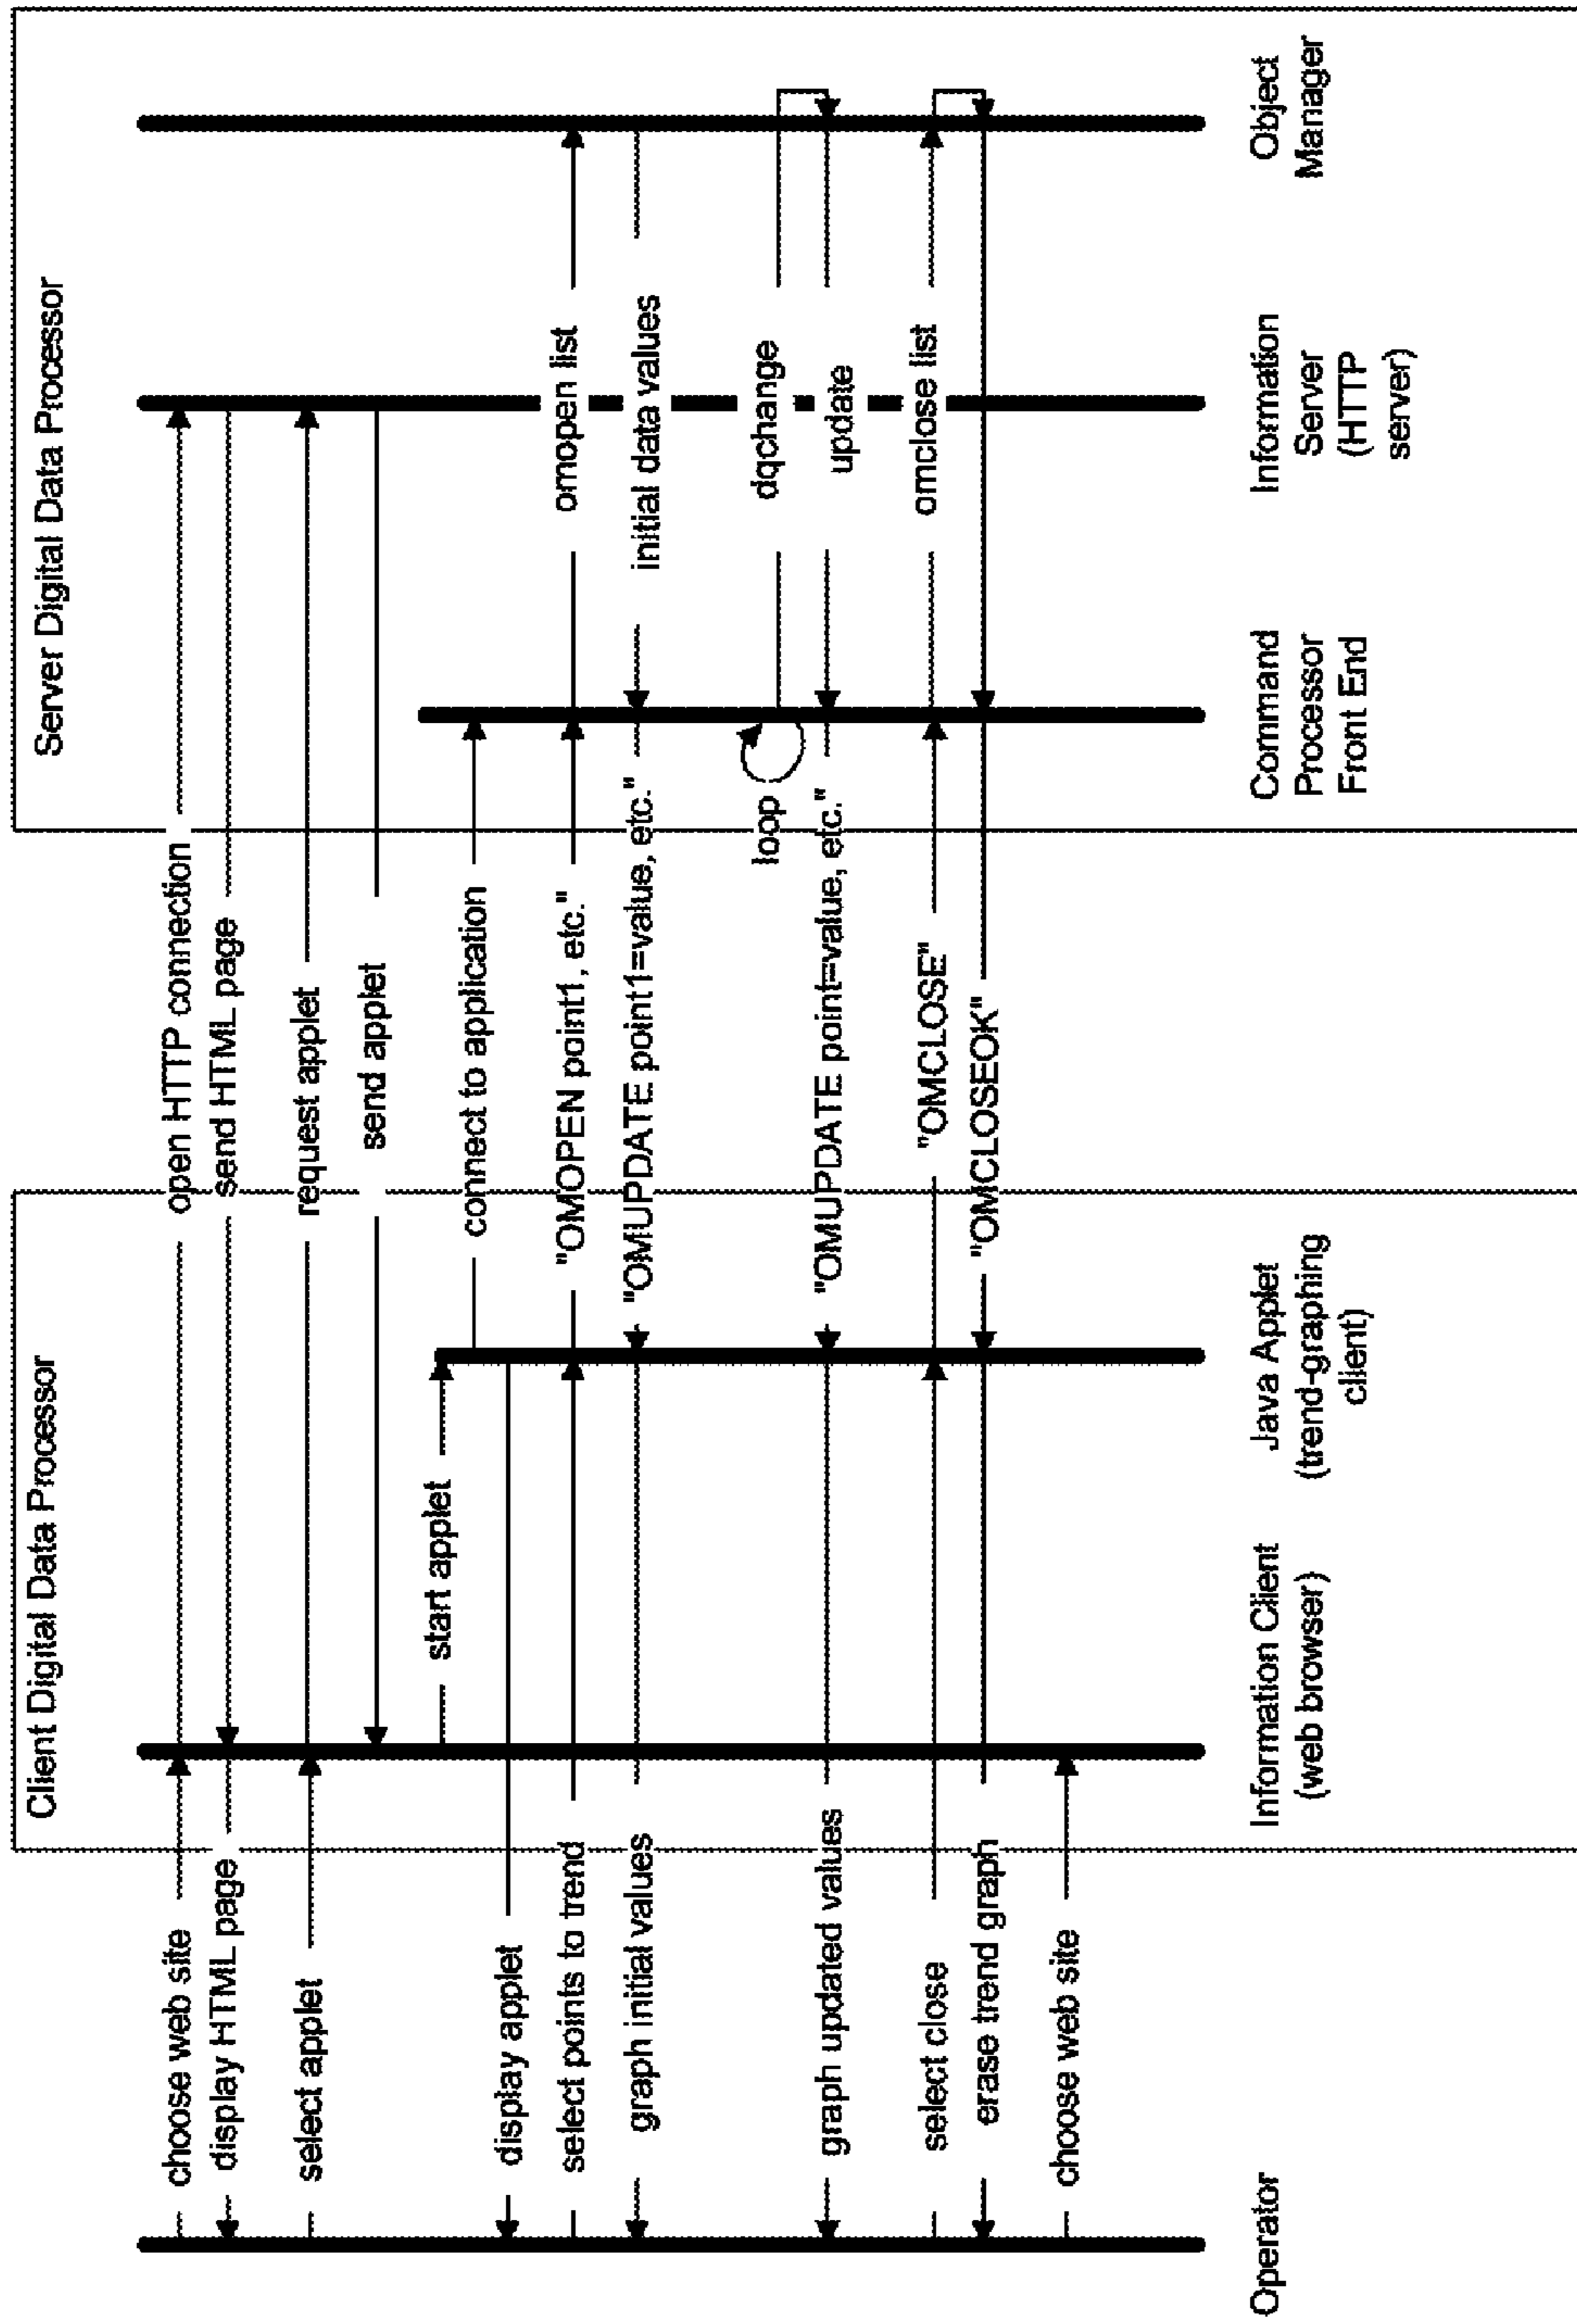 Client Digital Data Processor
Server Digital Data Processor
choose web site
open HTTP connection
display HTML page
send HTML page
select applet
request applet
send applet
start applet
connect to application
display applet
select points to trend
"OMOPEN point1, etc."
omopen list
graph initial values
"OMUPDATE point1=value, etc."
initial data values
loop
dqchange
graph updated values
"OMUPDATE point=value, etc."
update
select close
"OMCLOSE"
omclose list
erase trend graph
"OMCLOSEOK"
choose web site
Operator
Information Client
(web browser)
Java Applet
(trend-graphing
client)
Command
Processor
Front End
Information
Server
(HTTP
server)
Object
Manager